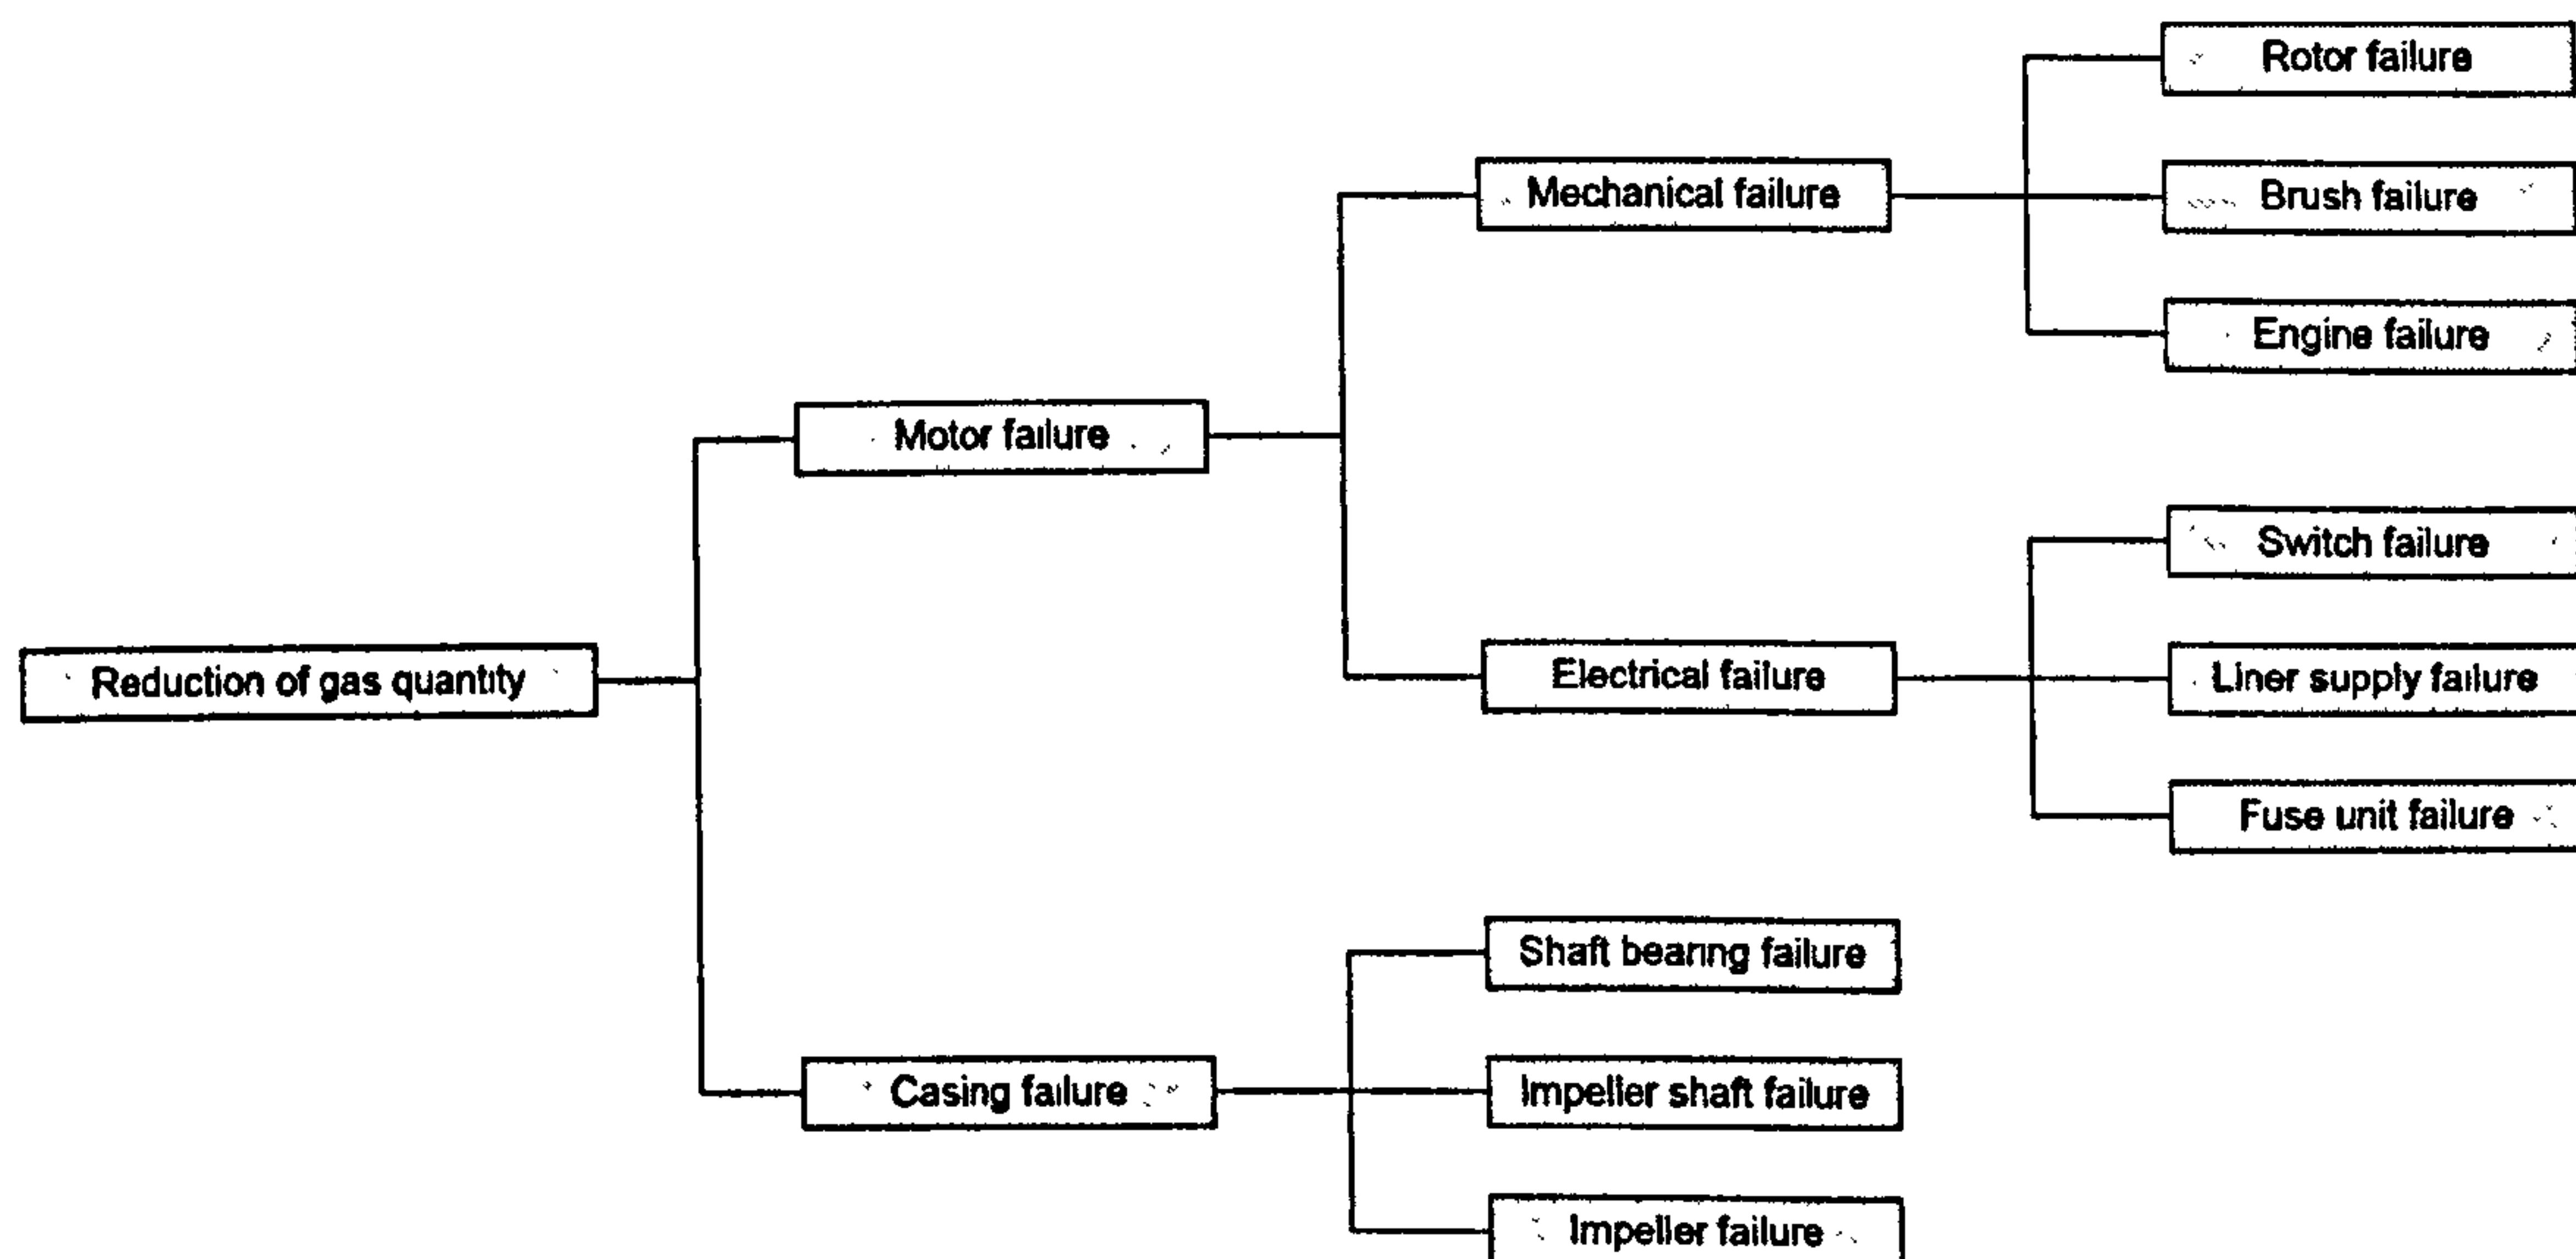 Rotor failure
Mechanical failure
Brush failure
Engine failure
Motor failure
Switch failure
Reduction of gas quantity
Electrical failure
Liner supply failure
Fuse unit failure
Shaft bearing failure
Casing failure
Impeller shaft failure
Impeller failure